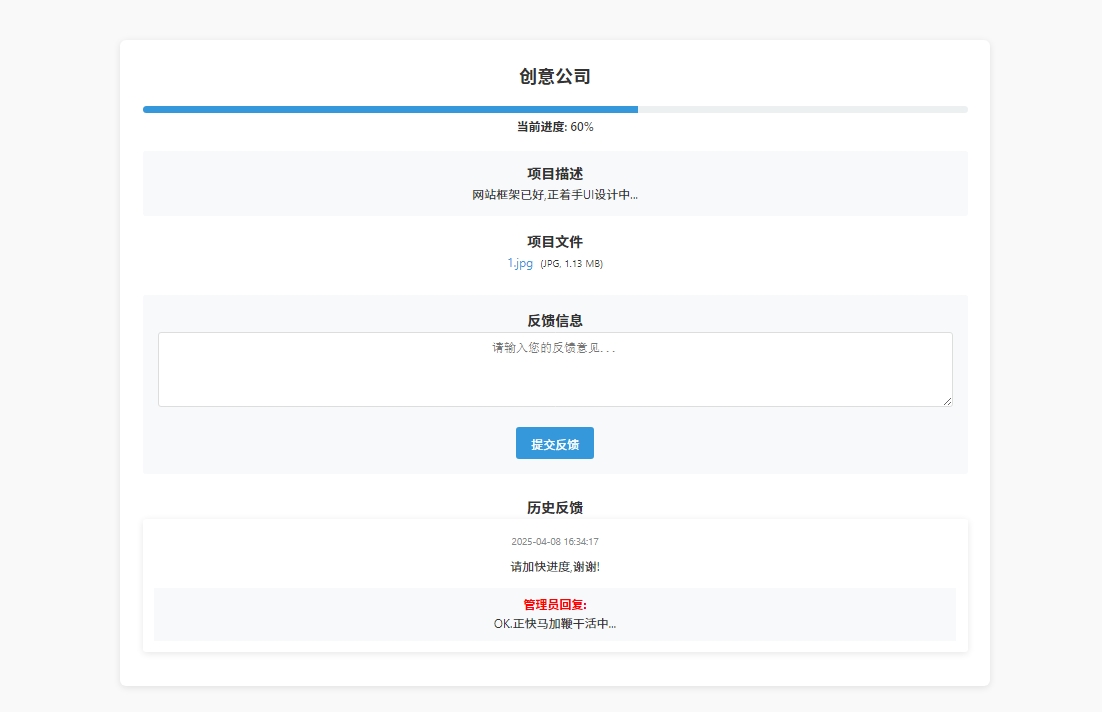 创意公司
当前进度: 60%
项目描述
网站框架已好,正着手UI设计中...
项目文件
1.jpg (JPG, 1.13 MB)
反馈信息
请输入您的反馈意见...
提交反馈
历史反馈
2025-04-08 16:34:17
请加快进度,谢谢!
管理员回复:
OK.正快马加鞭干活中...